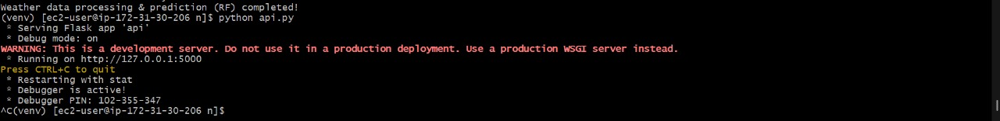 Weather data processing & prediction (RF) completed!
(venv) [ec2-user@ip-172-31-30-206 n]$ python api.py
 * Serving Flask app 'api'
 * Debug mode: on
WARNING: This is a development server. Do not use it in a production deployment. Use a production WSGI server instead.
 * Running on http://127.0.0.1:5000
Press CTRL+C to quit
 * Restarting with stat
 * Debugger is active!
 * Debugger PIN: 102-355-347
^C(venv) [ec2-user@ip-172-31-30-206 n]$